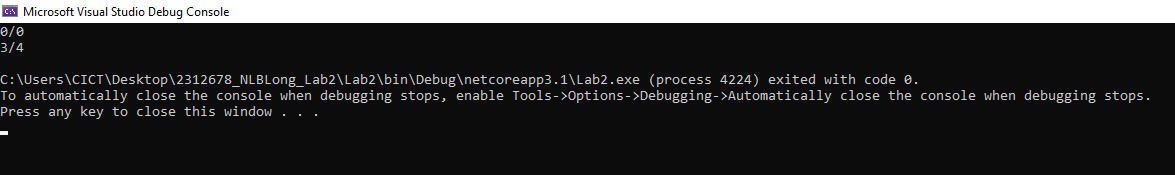 Microsoft Visual Studio Debug Console
0/0
3/4
C:\Users\CICT\Desktop\2312678_NLBLong_Lab2\Lab2\bin\Debug\netcoreapp3.1\Lab2.exe (process 4224) exited with code 0.
To automatically close the console when debugging stops, enable Tools->Options->Debugging->Automatically close the console when debugging stops.
Press any key to close this window . . .